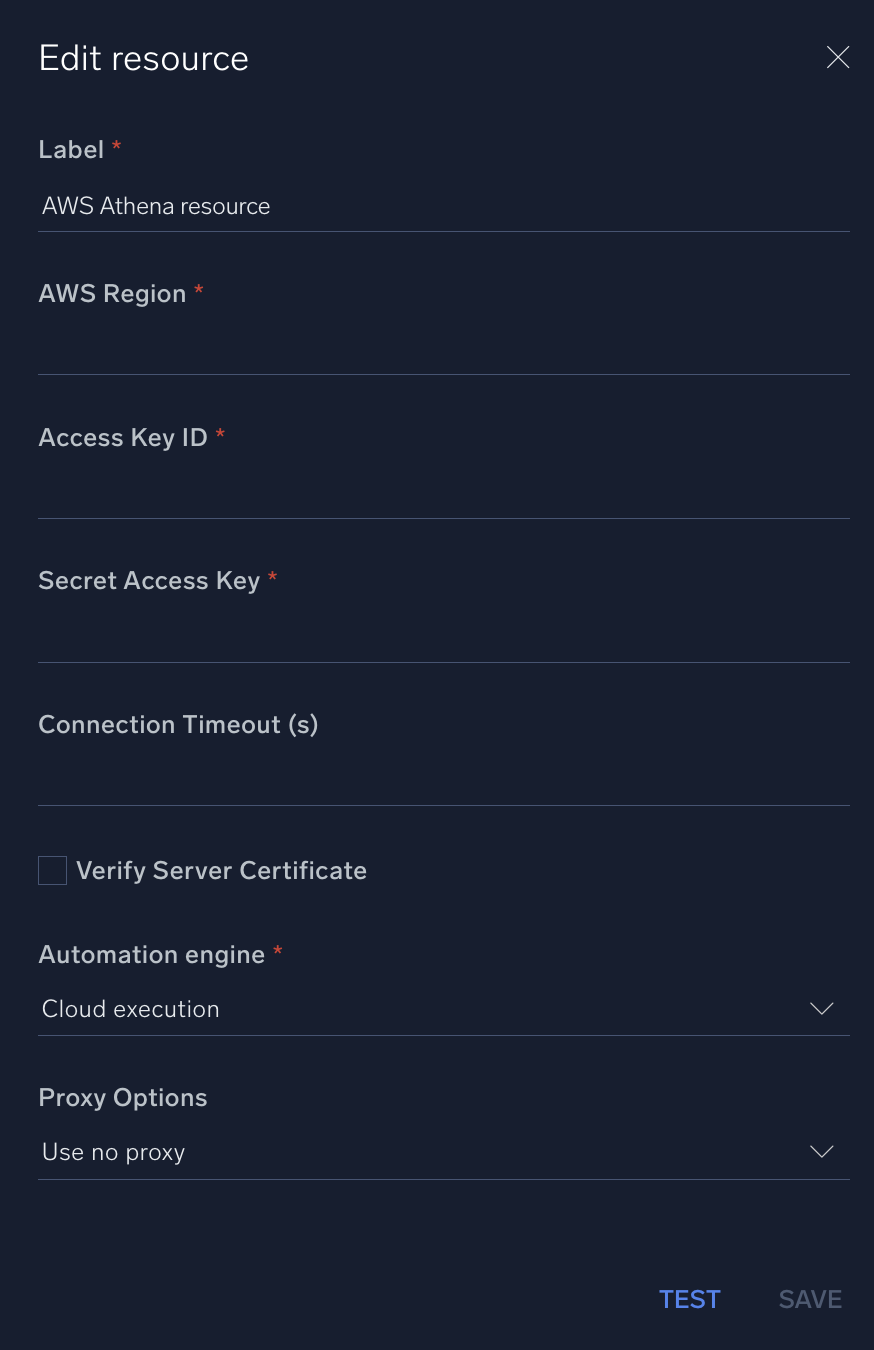 Edit resource
Label *
AWS Athena resource
AWS Region *
Access Key ID *
Secret Access Key *
Connection Timeout (s)
Verify Server Certificate
Automation engine *
Cloud execution
Proxy Options
Use no proxy
TEST SAVE